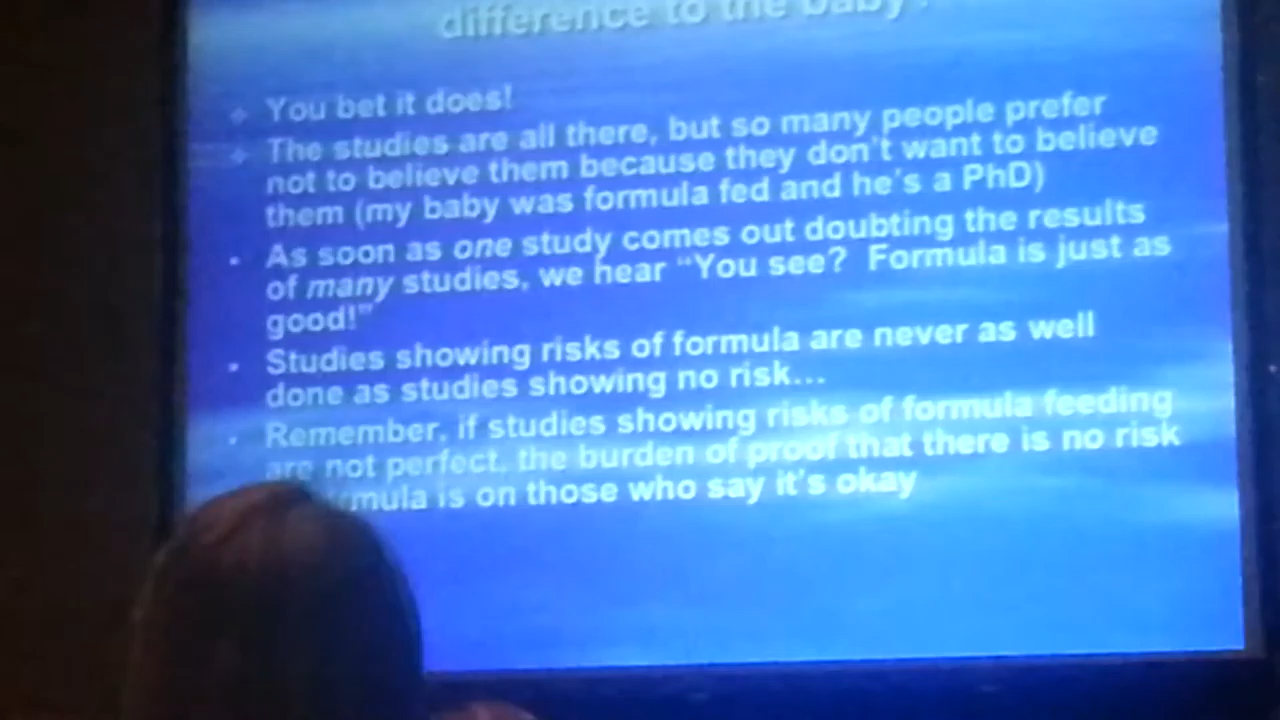 difference to the baby?
You bet it does!
The studies are all there, but so many people prefer
not to believe them because they don't want to believe
them (my baby was formula fed and he's a PhD)
As soon as one study comes out doubting the results
of many studies, we hear "You see? Formula is just as
good!"
Studies showing risks of formula are never as well
done as studies showing no risk...
Remember, if studies showing risks of formula feeding
are not perfect, the burden of proof that there is no risk
is on those who say it's okay